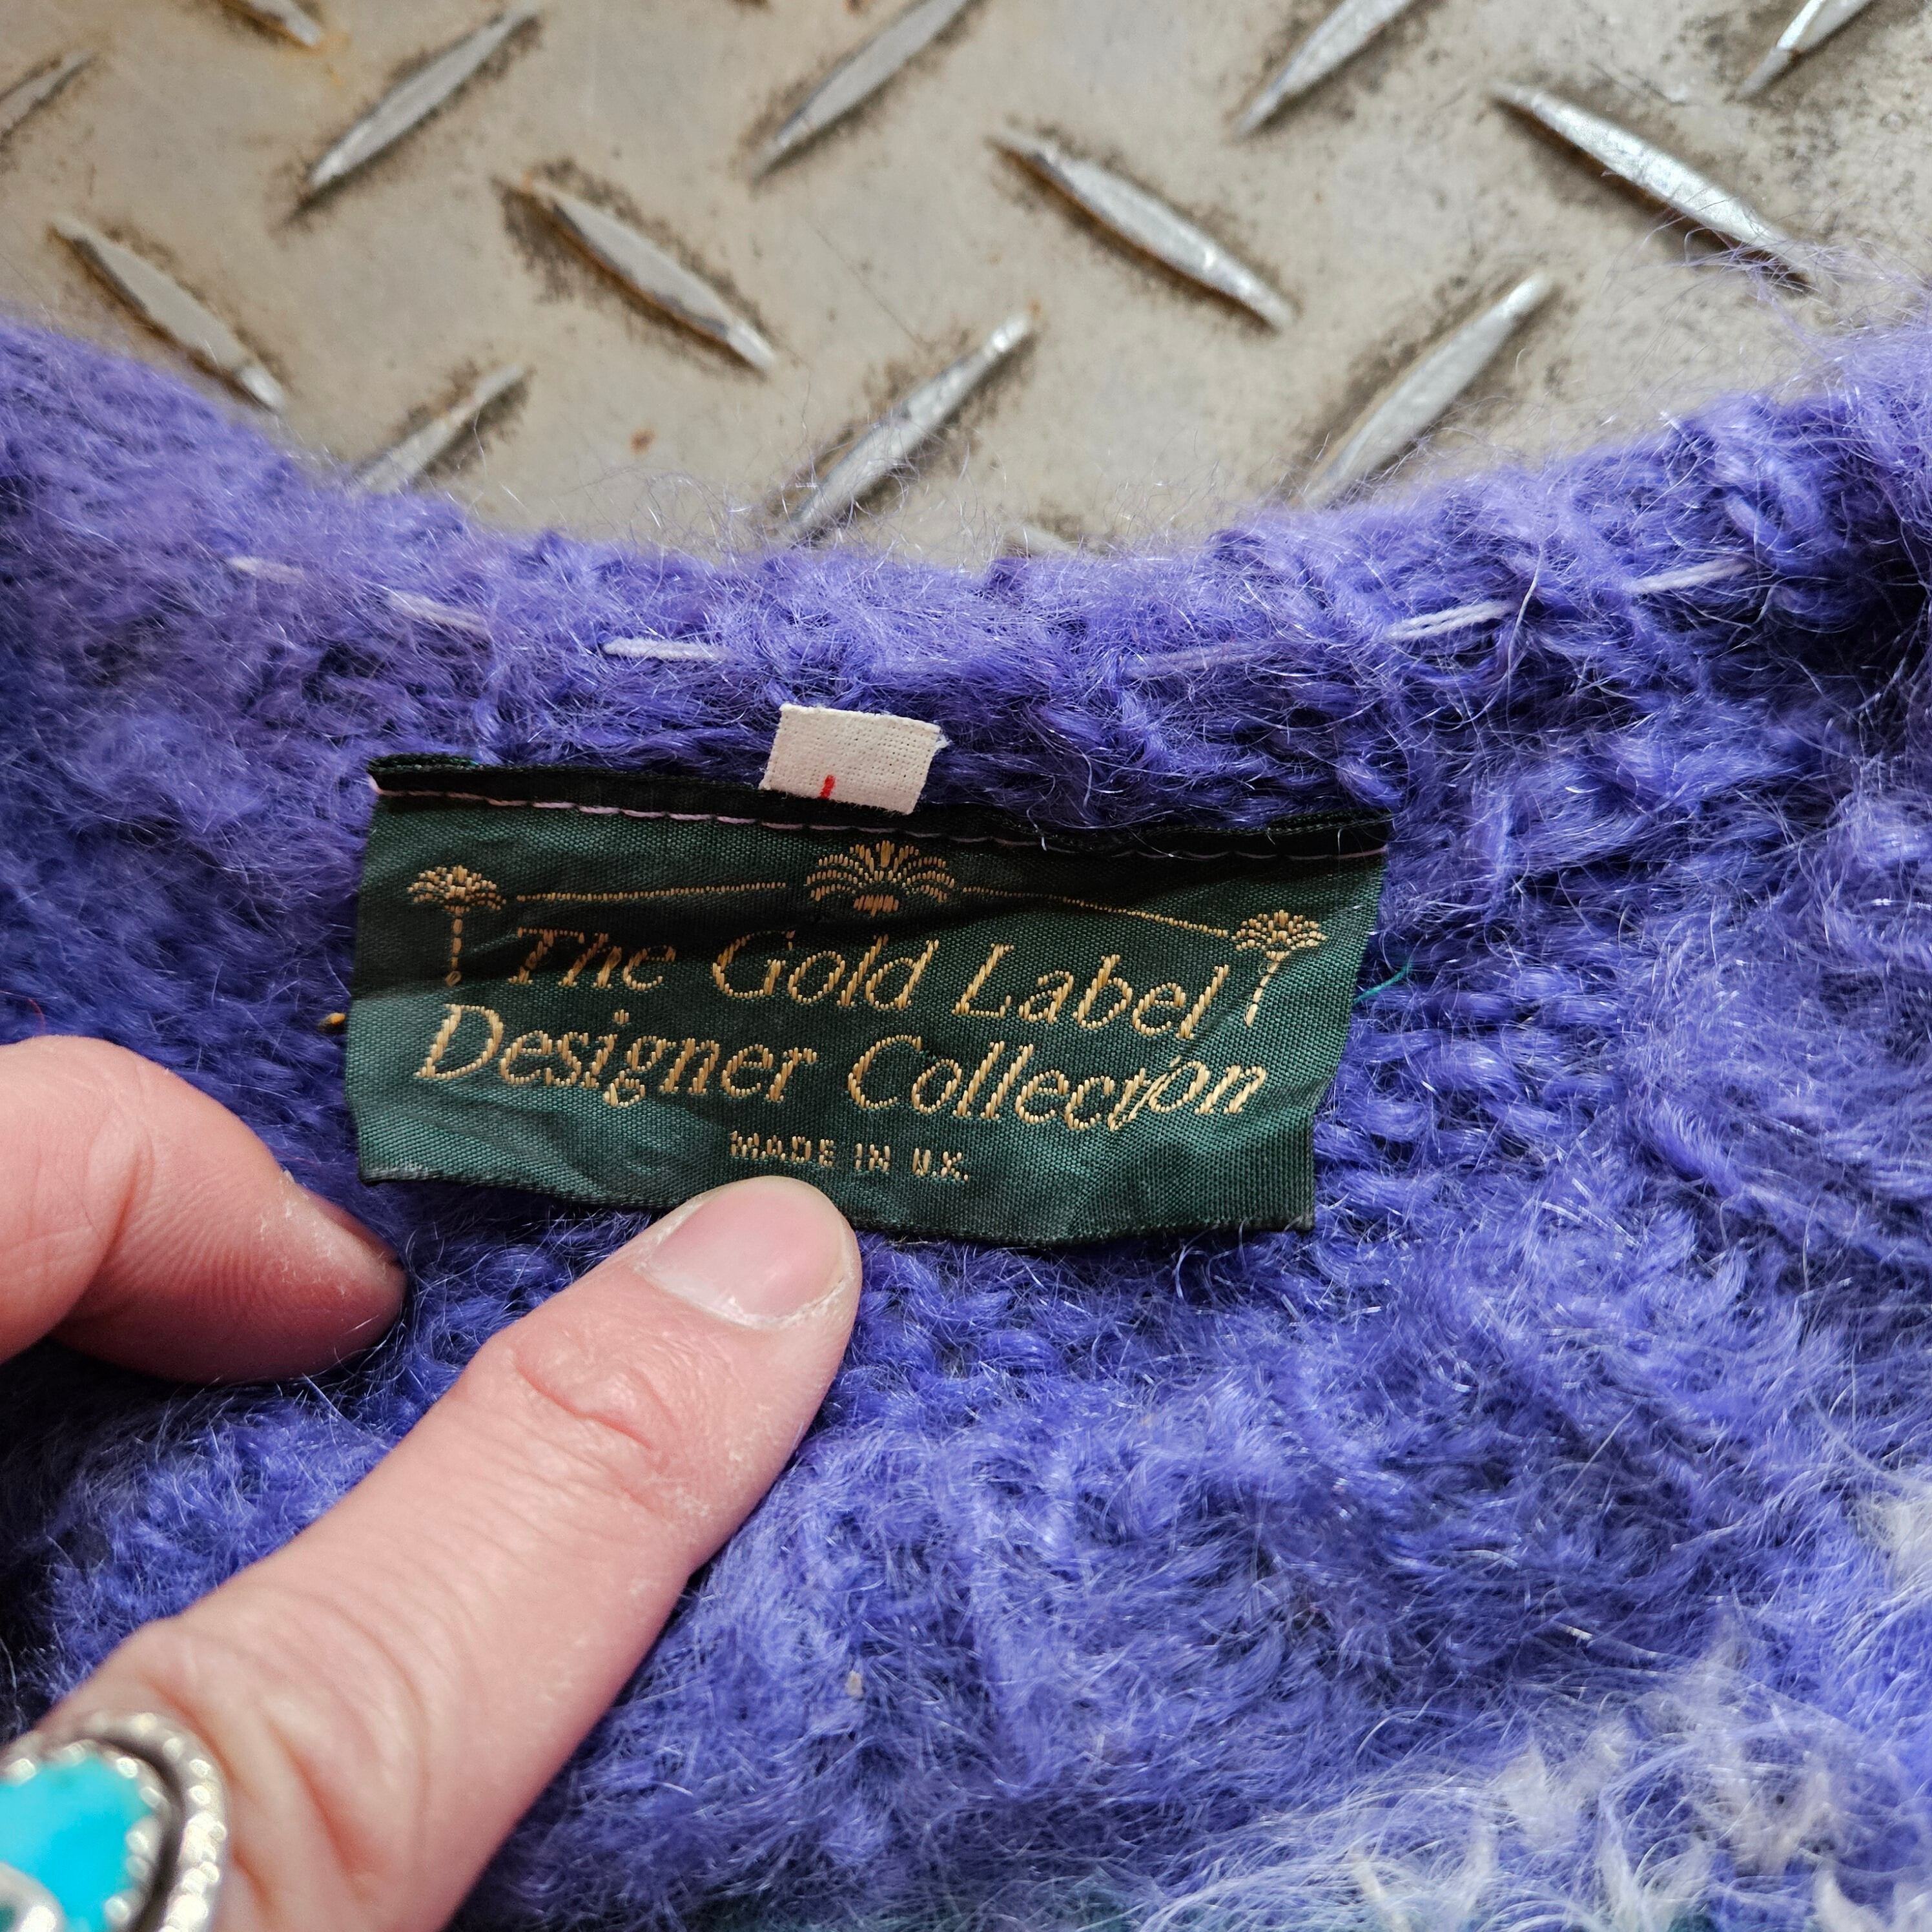 The Gold Label
Designer Collection
MADE IN U.K.